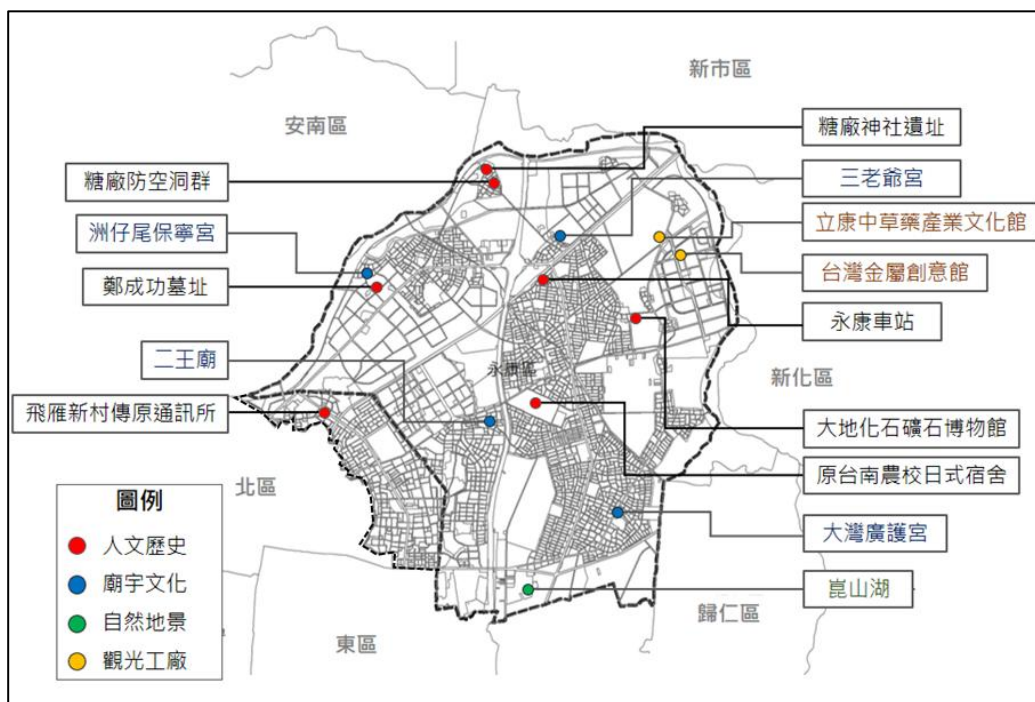 新市區
安南區
糖廠神社遺址
糖廠防空洞群
三老爺宮
洲仔尾保寧宮
立康中草藥產業文化館
鄭成功墓址
台灣金屬創意館
永康車站
二王廟
永康區
新化區
飛雁新村傳原通訊所
大地化石礦石博物館
原台南農校日式宿舍
北區
圖例
人文歷史
廟宇文化
自然地景
觀光工廠
大灣廣護宮
崑山湖
歸仁區
東區